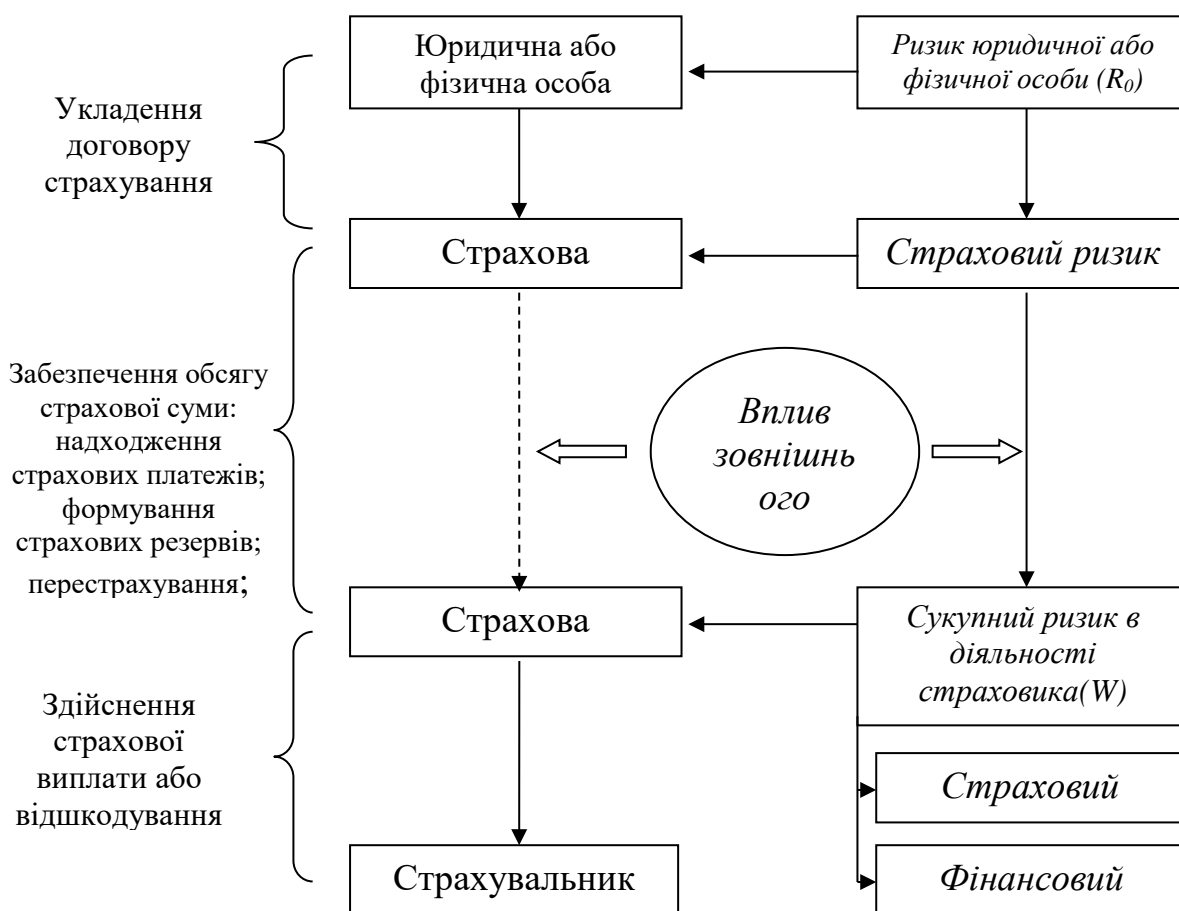 Юридична або
фізична особа
Ризик юридичної або
фізичної особи (R₀)
Укладення
договору
страхування
Страхова
Страховий ризик
Забезпечення обсягу
страхової суми:
надходження
страхових платежів;
формування
страхових резервів;
перестрахування;
Вплив
зовнішнь
ого
Страхова
Сукупний ризик в
діяльності
страховика(W)
Здійснення
страхової
виплати або
відшкодування
Страховий
Страхувальник
Фінансовий